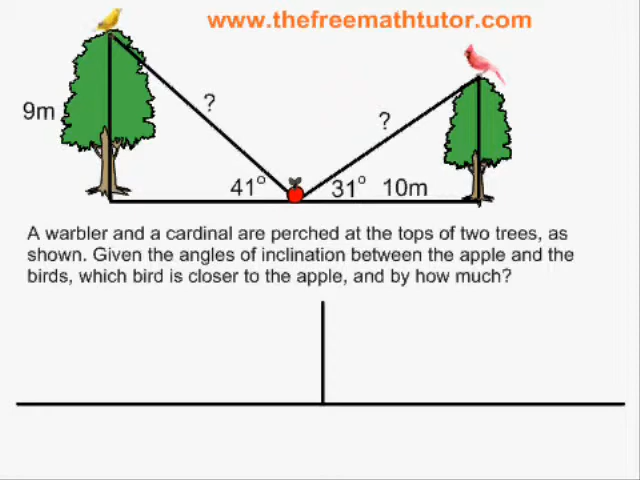 www.thefreemathtutor.com
9m
?
?
41°
31°
10m
A warbler and a cardinal are perched at the tops of two trees, as
shown. Given the angles of inclination between the apple and the
birds, which bird is closer to the apple, and by how much?